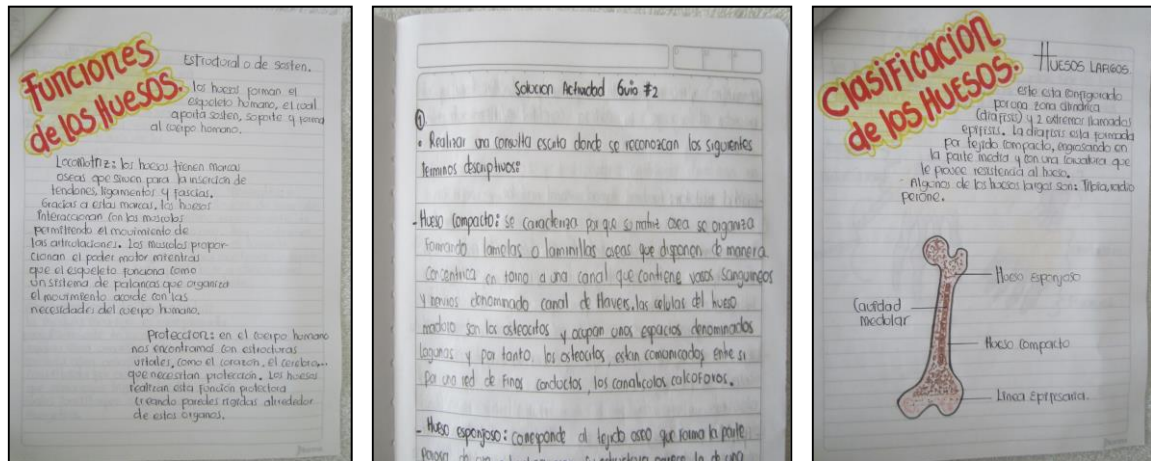 Funciones
de los Huesos.
Estructural o de sosten.
los huesos forman el
esqueleto humano, el cual
aporta sosten, soporte y forma
al cuerpo humano.
Locomotriz: los huesos tienen marcas
oseas que sirven para la insercion de
tendones, ligamentos y fascias.
Gracias a estas marcas, los huesos
interaccionan con los musculos
permitiendo el movimiento de
las articulaciones. Los musculos propor-
cionan el poder motor mientras
que el esqueleto funciona como
un sistema de palancas que organiza
el movimiento acorde con las
necesidades del cuerpo humano.
Proteccion: en el cuerpo humano
nos encontramos con estructuras
vitales, como el corazon, el cerebro...
que necesitan protección. Los huesos
realizan esta función protectora
creando paredes rigidas alrededor
de estos organos.
Solucion Actividad Guia #2
①
• Realizar una consulta escrita donde se reconozcan los siguientes
terminos descriptivos:
- Hueso compacto: se caracteriza por que su matriz osea se organiza
formando lamelas o laminillas oseas que disponen de manera
concentrica en torno a una canal que contiene vasos sanguineos
y nervios denominado canal de Havers. las celulas del hueso
maduro son los osteocitos y ocupan unos espacios denominados
lagunas y por tanto, los osteocitos, estan comunicados entre si
por una red de finos conductos, los canaliculos calcoforos.
- Hueso esponjoso: corresponde al tejido oseo que forma la parte
Clasificacion
de los HUESOS.
HUESOS LARGOS
este esta configurado
por una zona cilindrica
(diafisis) y 2 extremos llamados
epifisis. La diafisis esta formada
por tejido compacto, engrosando en
la parte media y con una curvatura que
le provee resistencia al hueso.
Algunos de los huesos largos son: Tibia, radio
perone.
Hueso esponjoso
Cavidad
medular
Hueso compacto
Linea Epifisaria.